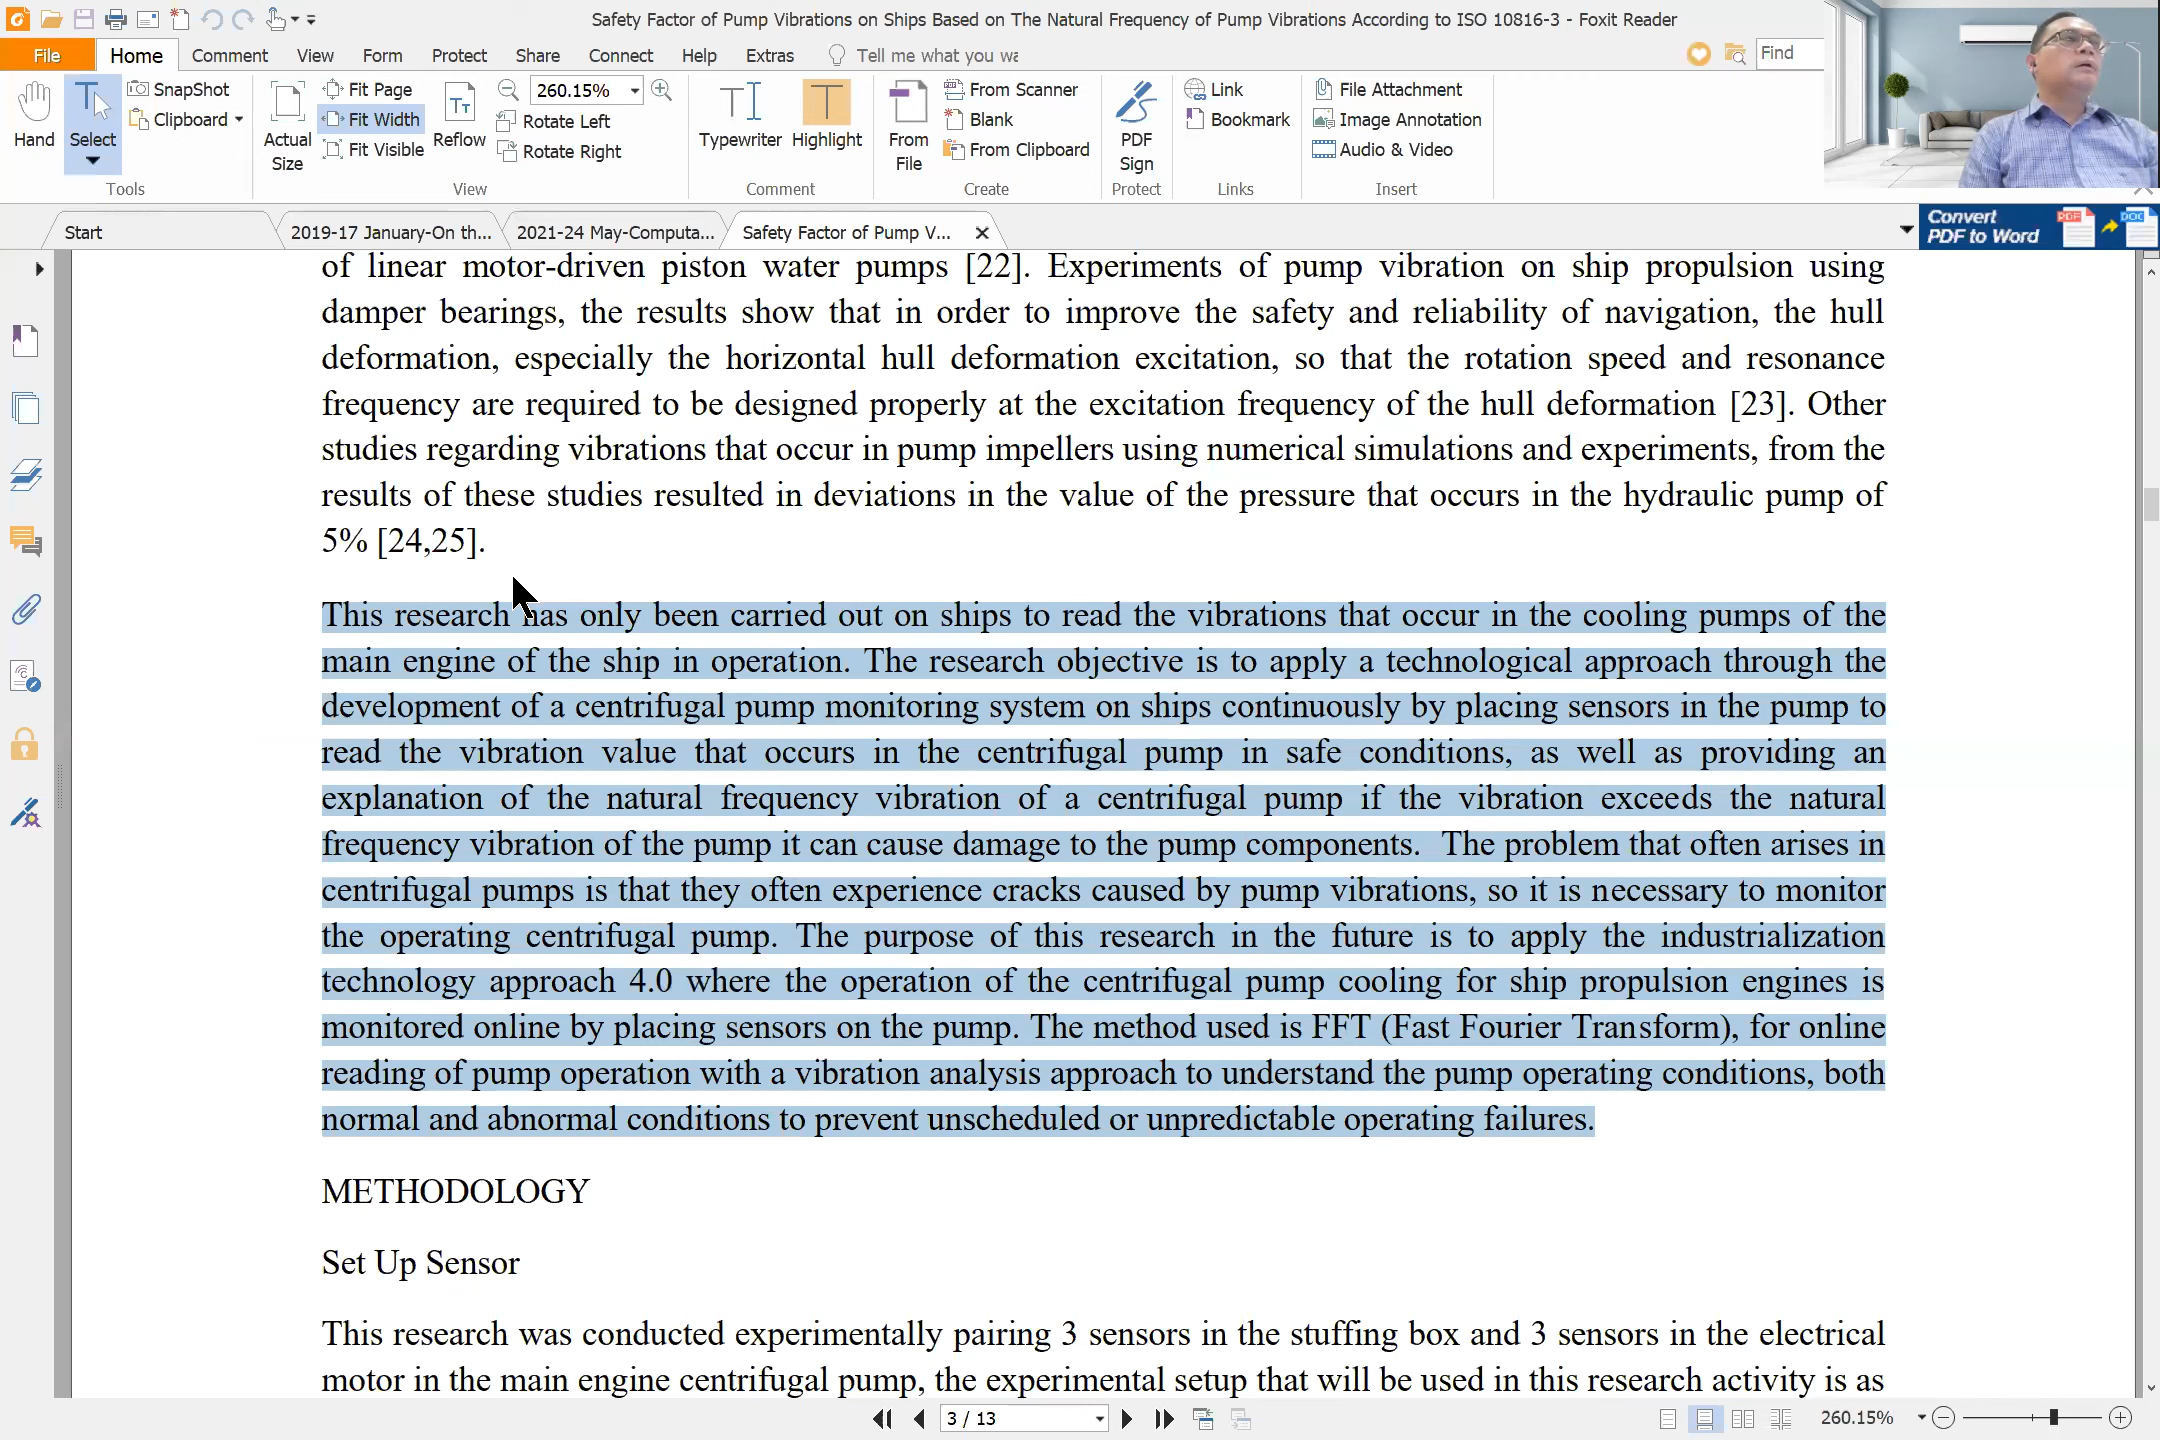 Safety Factor of Pump Vibrations on Ships Based on The Natural Frequency of Pump Vibrations According to ISO 10816-3 - Foxit Reader
File Home Comment View Form Protect Share Connect Help Extras Tell me what you wa Find
SnapShot Fit Page 260.15% From Scanner Link File Attachment
Clipboard Fit Width Rotate Left Blank Bookmark Image Annotation
Hand Select Actual Size Fit Visible Reflow Rotate Right Typewriter Highlight From File From Clipboard PDF Sign Audio & Video
Tools View Comment Create Protect Links Insert
Start 2019-17 January-On th... 2021-24 May-Computa... Safety Factor of Pump V...
Convert PDF DOC
PDF to Word
of linear motor-driven piston water pumps [22]. Experiments of pump vibration on ship propulsion using
damper bearings, the results show that in order to improve the safety and reliability of navigation, the hull
deformation, especially the horizontal hull deformation excitation, so that the rotation speed and resonance
frequency are required to be designed properly at the excitation frequency of the hull deformation [23]. Other
studies regarding vibrations that occur in pump impellers using numerical simulations and experiments, from the
results of these studies resulted in deviations in the value of the pressure that occurs in the hydraulic pump of
5% [24,25].
This research has only been carried out on ships to read the vibrations that occur in the cooling pumps of the
main engine of the ship in operation. The research objective is to apply a technological approach through the
development of a centrifugal pump monitoring system on ships continuously by placing sensors in the pump to
read the vibration value that occurs in the centrifugal pump in safe conditions, as well as providing an
explanation of the natural frequency vibration of a centrifugal pump if the vibration exceeds the natural
frequency vibration of the pump it can cause damage to the pump components. The problem that often arises in
centrifugal pumps is that they often experience cracks caused by pump vibrations, so it is necessary to monitor
the operating centrifugal pump. The purpose of this research in the future is to apply the industrialization
technology approach 4.0 where the operation of the centrifugal pump cooling for ship propulsion engines is
monitored online by placing sensors on the pump. The method used is FFT (Fast Fourier Transform), for online
reading of pump operation with a vibration analysis approach to understand the pump operating conditions, both
normal and abnormal conditions to prevent unscheduled or unpredictable operating failures.
METHODOLOGY
Set Up Sensor
This research was conducted experimentally pairing 3 sensors in the stuffing box and 3 sensors in the electrical
motor in the main engine centrifugal pump, the experimental setup that will be used in this research activity is as
3 / 13 260.15%